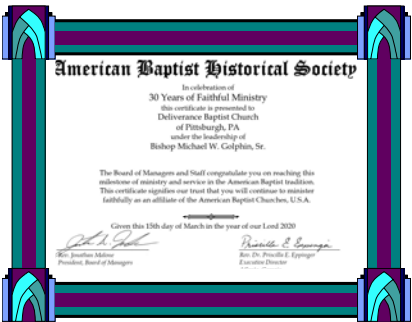 American Baptist Historical Society
In celebration of
30 Years of Faithful Ministry
this certificate is presented to
Deliverance Baptist Church
of Pittsburgh, PA
under the leadership of
Bishop Michael W. Golphin, Sr.
The Board of Managers and Staff congratulate you on reaching this
milestone of ministry and service in the American Baptist tradition.
This certificate signifies our trust that you will continue to minister
faithfully as an affiliate of the American Baptist Churches, U.S.A.
Given this 15th day of March in the year of our Lord 2020
Priscilla E. Eppinger
Rev. Jonathan Malone
Rev. Dr. Priscilla E. Eppinger
President, Board of Managers
Executive Director